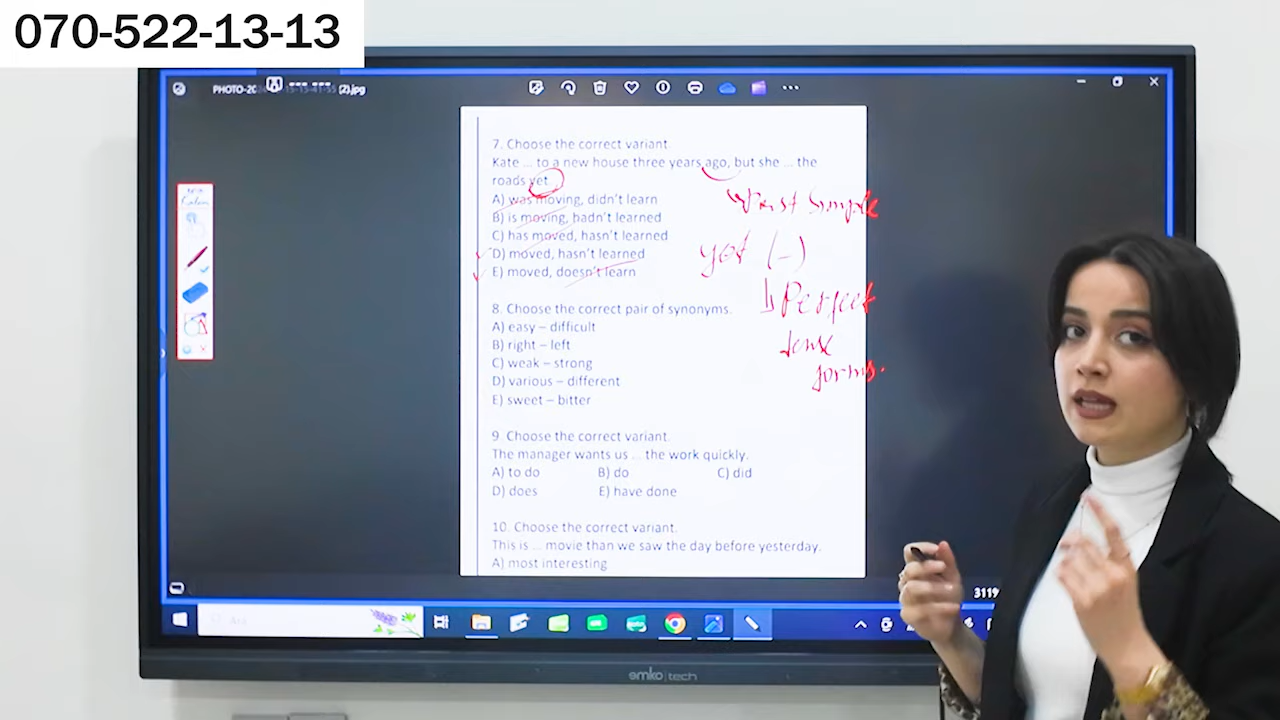 070-522-13-13
(2).jpg
7. Choose the correct variant
Kate ... to a new house three years ago, but she ... the
roads yet.
A) was moving, didn't learn
B) is moving, hadn't learned
C) has moved, hasn't learned
D) moved, hasn't learned
E) moved, doesn't learn
Past Simple
yet (-)
Perfect
tense
forms.
8. Choose the correct pair of synonyms.
A) easy – difficult
B) right – left
C) weak – strong
D) various – different
E) sweet – bitter
9. Choose the correct variant.
The manager wants us ... the work quickly.
A) to do B) do C) did
D) does E) have done
10. Choose the correct variant.
This is ... movie than we saw the day before yesterday.
A) most interesting
3119
Ara
emko tech